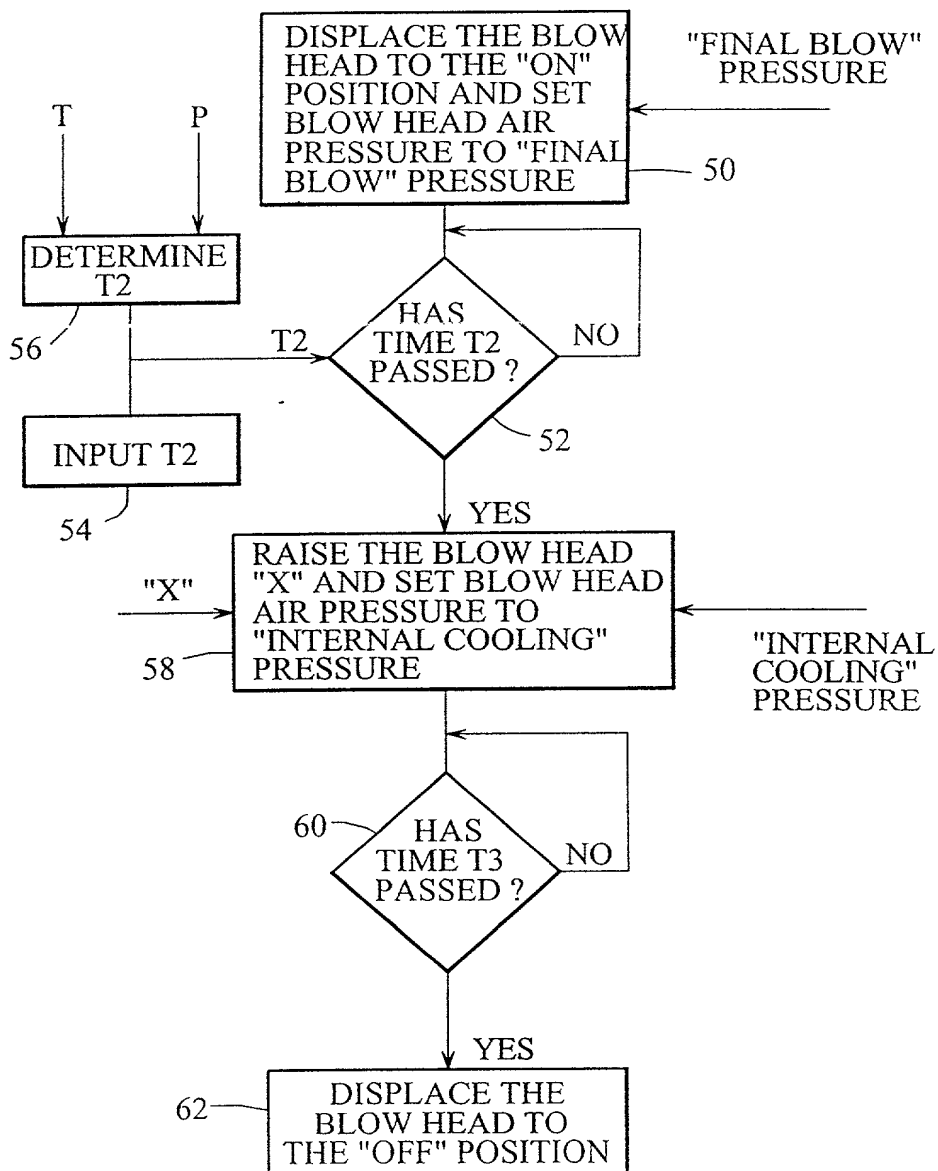 DISPLACE THE BLOW
HEAD TO THE "ON"
POSITION AND SET
BLOW HEAD AIR
PRESSURE TO "FINAL
BLOW" PRESSURE
"FINAL BLOW"
PRESSURE
50
T
P
DETERMINE
T2
56
T2
HAS
TIME T2
PASSED ?
NO
52
INPUT T2
54
YES
RAISE THE BLOW HEAD
"X" AND SET BLOW HEAD
AIR PRESSURE TO
"INTERNAL COOLING"
PRESSURE
"X"
58
"INTERNAL
COOLING"
PRESSURE
60
HAS
TIME T3
PASSED ?
NO
YES
62
DISPLACE THE
BLOW HEAD TO
THE "OFF" POSITION